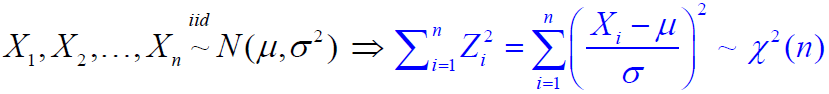 X₁, X₂, …, Xₙ iid ~ N(μ, σ²) ⇒ ∑ᵢ₌₁ⁿ Zᵢ² = ∑ᵢ₌₁ⁿ ((Xᵢ − μ) / σ)² ~ χ²(n)